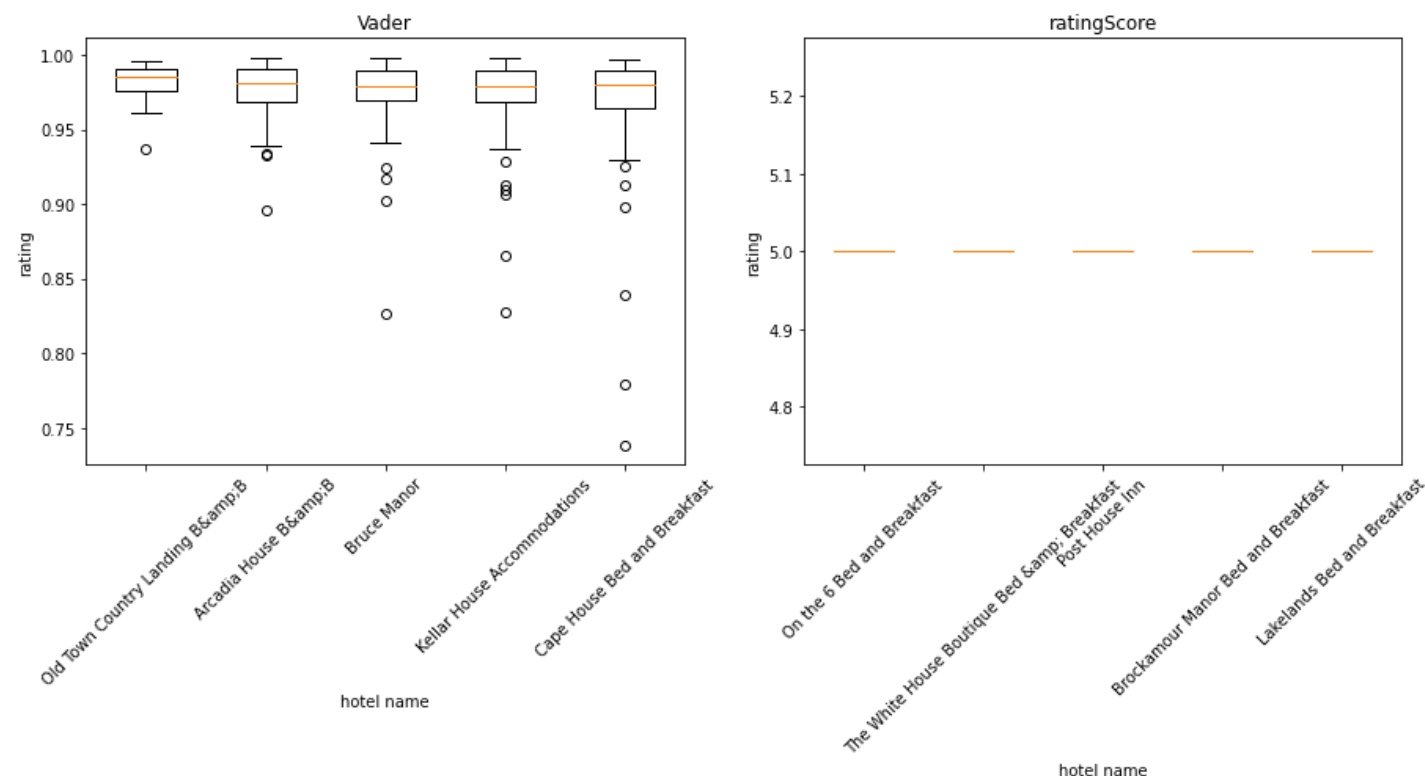 Vader
rating
1.00
0.95
0.90
0.85
0.80
0.75
Old Town Country Landing B&amp;B
Arcadia House B&amp;B
Bruce Manor
Kellar House Accommodations
Cape House Bed and Breakfast
hotel name
ratingScore
rating
5.2
5.1
5.0
4.9
4.8
On the 6 Bed and Breakfast
The White House Boutique Bed &amp; Breakfast
Post House Inn
Brockamour Manor Bed and Breakfast
Lakelands Bed and Breakfast
hotel name